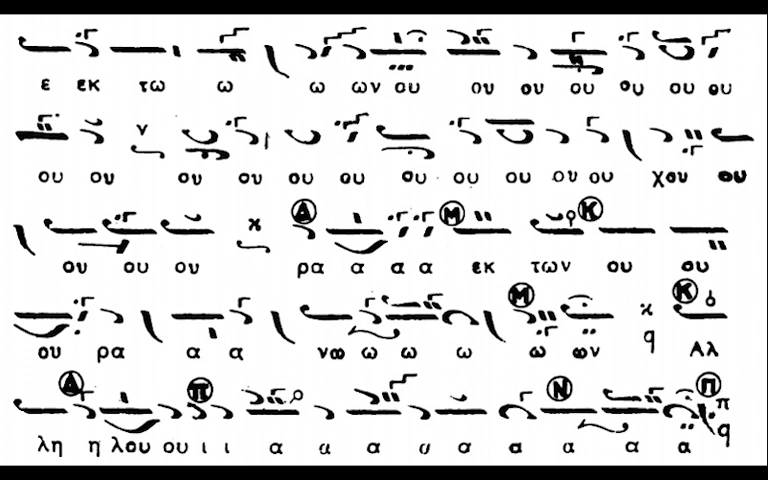 ε εκ τω ω ω ων ου ου ου ου ου ου ου
ου ου ν ου ου ου ου ου ου ου ου ου χου ου
Δ Μ Κ
ου ου ου ρα α α α εκ των ου ου
Μ Κ
ου ρα α α νω ω ω ω ω ων q Αλ
Δ π Ν Π π q
λη η λου ου ι ι α α α α α α α α α